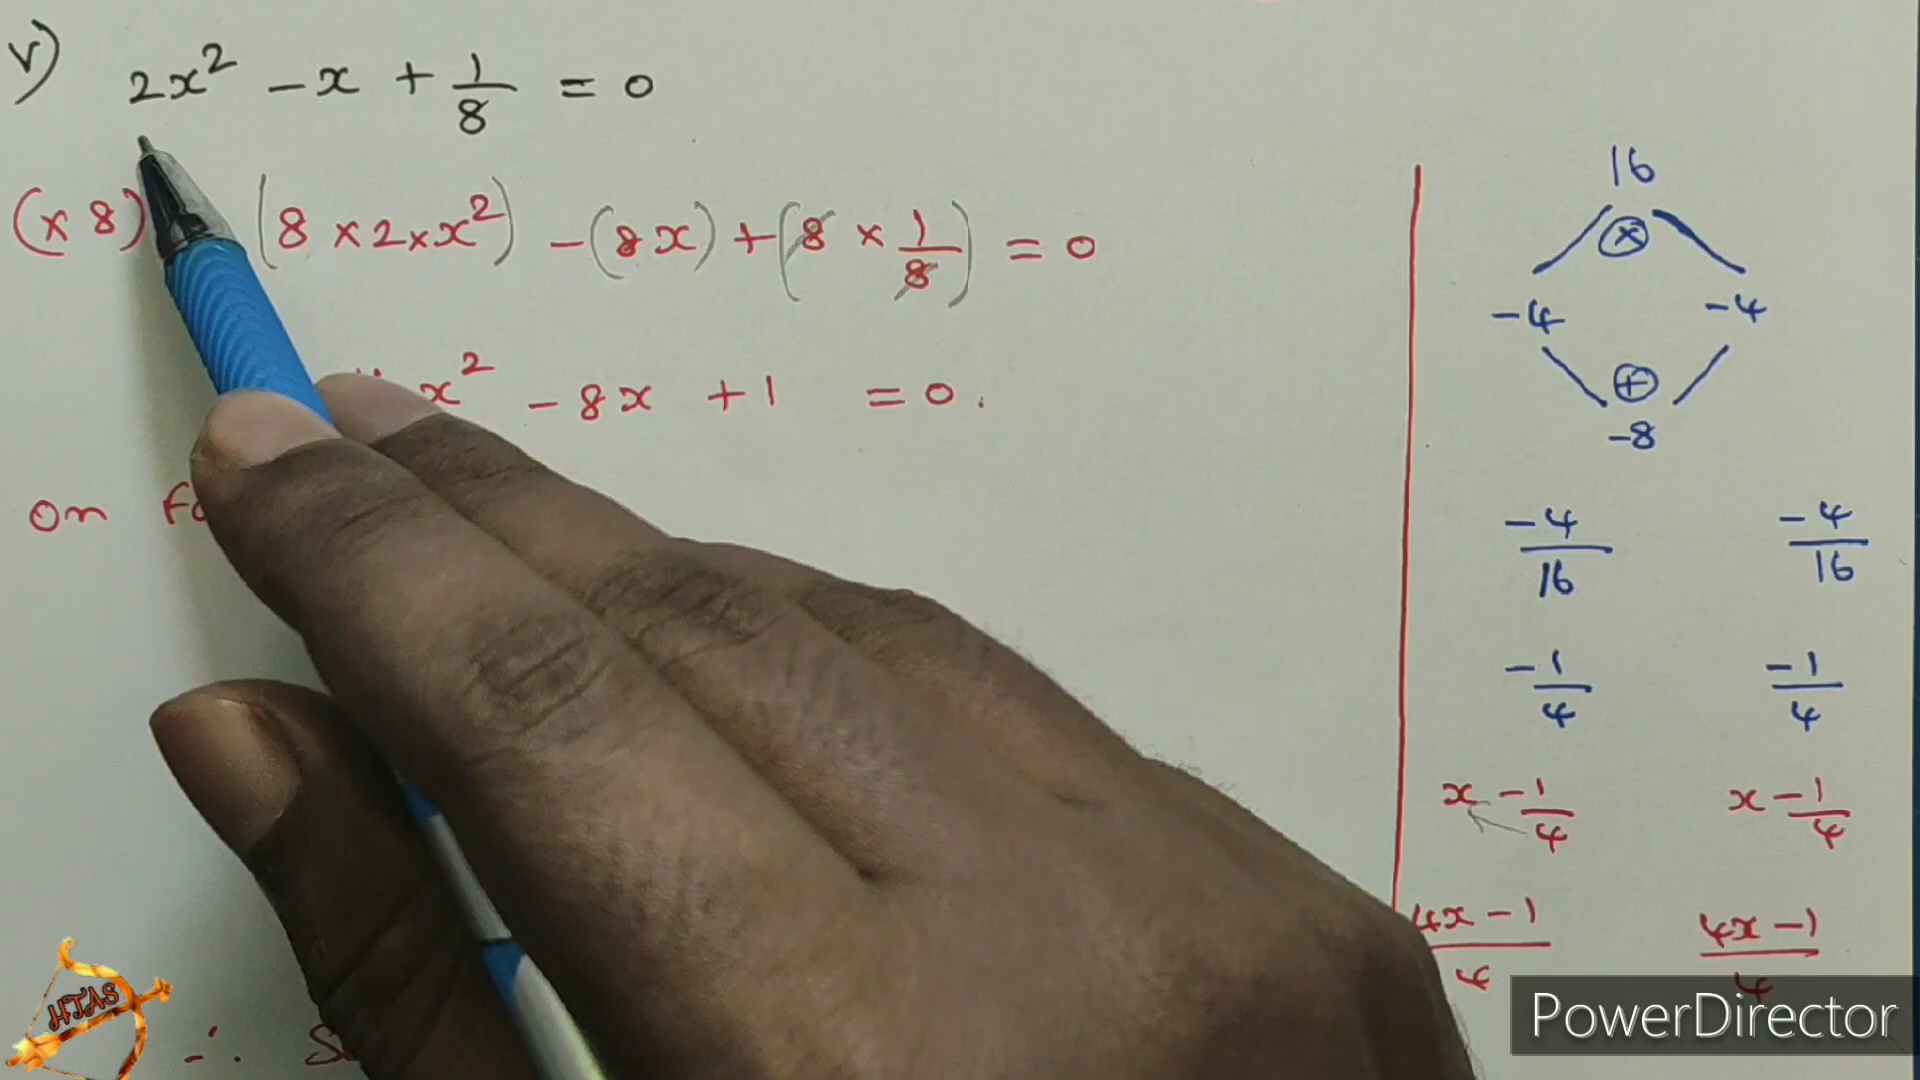 v) 2x² - x + 1/8 = 0
(× 8) (8 × 2 × x²) - (8x) + (8 × 1/8) = 0
x² - 8x + 1 = 0.
On
∴
16
×
-4 -4
+
-8
-4/16 -4/16
-1/4 -1/4
x - 1/4 x - 1/4
4x - 1/4 4x - 1/4
HTAS
PowerDirector